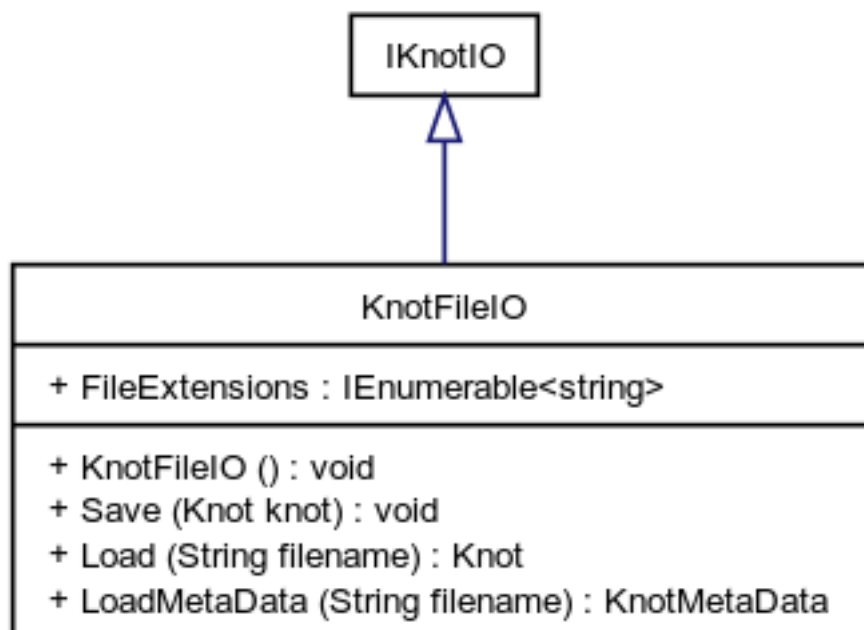 IKnotIO
KnotFileIO
+ FileExtensions : IEnumerable<string>
+ KnotFileIO () : void
+ Save (Knot knot) : void
+ Load (String filename) : Knot
+ LoadMetaData (String filename) : KnotMetaData